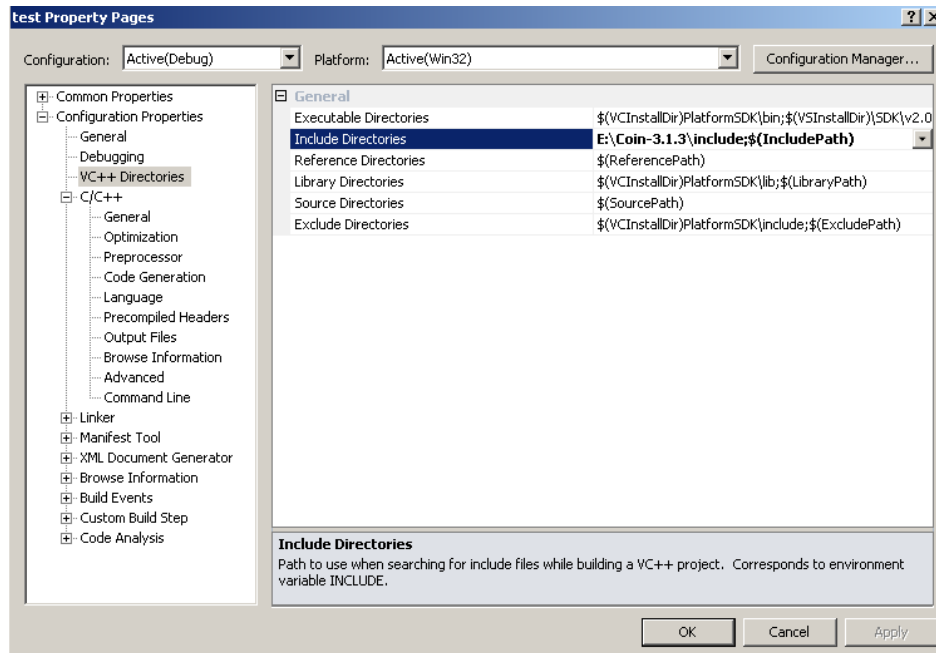 test Property Pages
Configuration: Active(Debug) Platform: Active(Win32) Configuration Manager...
Common Properties
Configuration Properties
General
Debugging
VC++ Directories
C/C++
General
Optimization
Preprocessor
Code Generation
Language
Precompiled Headers
Output Files
Browse Information
Advanced
Command Line
Linker
Manifest Tool
XML Document Generator
Browse Information
Build Events
Custom Build Step
Code Analysis
General
Executable Directories $(VCInstallDir)PlatformSDK\bin;$(VSInstallDir)\SDK\v2.0
Include Directories E:\Coin-3.1.3\include;$(IncludePath)
Reference Directories $(ReferencePath)
Library Directories $(VCInstallDir)PlatformSDK\lib;$(LibraryPath)
Source Directories $(SourcePath)
Exclude Directories $(VCInstallDir)PlatformSDK\include;$(ExcludePath)
Include Directories
Path to use when searching for include files while building a VC++ project. Corresponds to environment
variable INCLUDE.
OK Cancel Apply